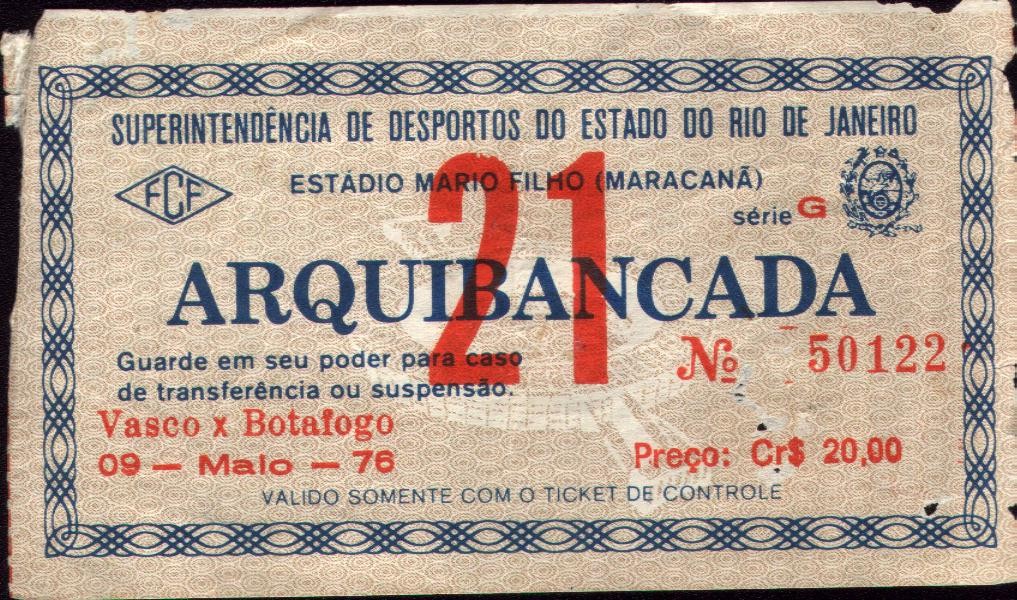 SUPERINTENDÊNCIA DE DESPORTOS DO ESTADO DO RIO DE JANEIRO
FCF
ESTÁDIO MARIO FILHO (MARACANÃ)
série G
21
ARQUIBANCADA
Guarde em seu poder para caso
de transferência ou suspensão.
Nº 50122
Vasco x Botafogo
09 — Maio — 76
Preço: Cr$ 20,00
VALIDO SOMENTE COM O TICKET DE CONTROLE